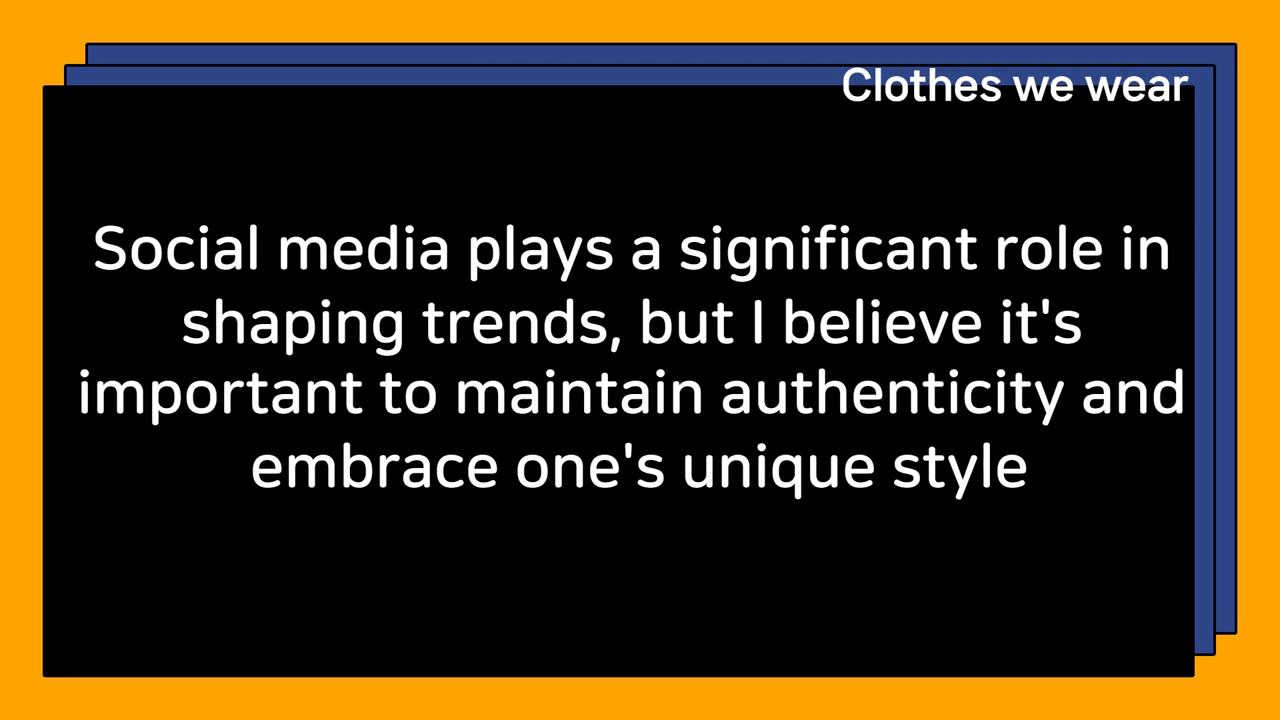 Clothes we wear
Social media plays a significant role in
shaping trends, but I believe it's
important to maintain authenticity and
embrace one's unique style